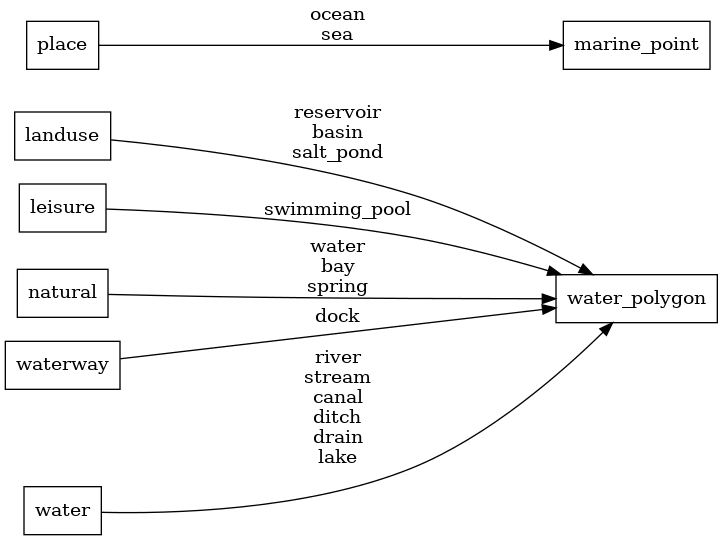 ocean
sea
place
marine_point
reservoir
basin
salt_pond
landuse
swimming_pool
leisure
water
bay
spring
natural
water_polygon
dock
waterway
river
stream
canal
ditch
drain
lake
water